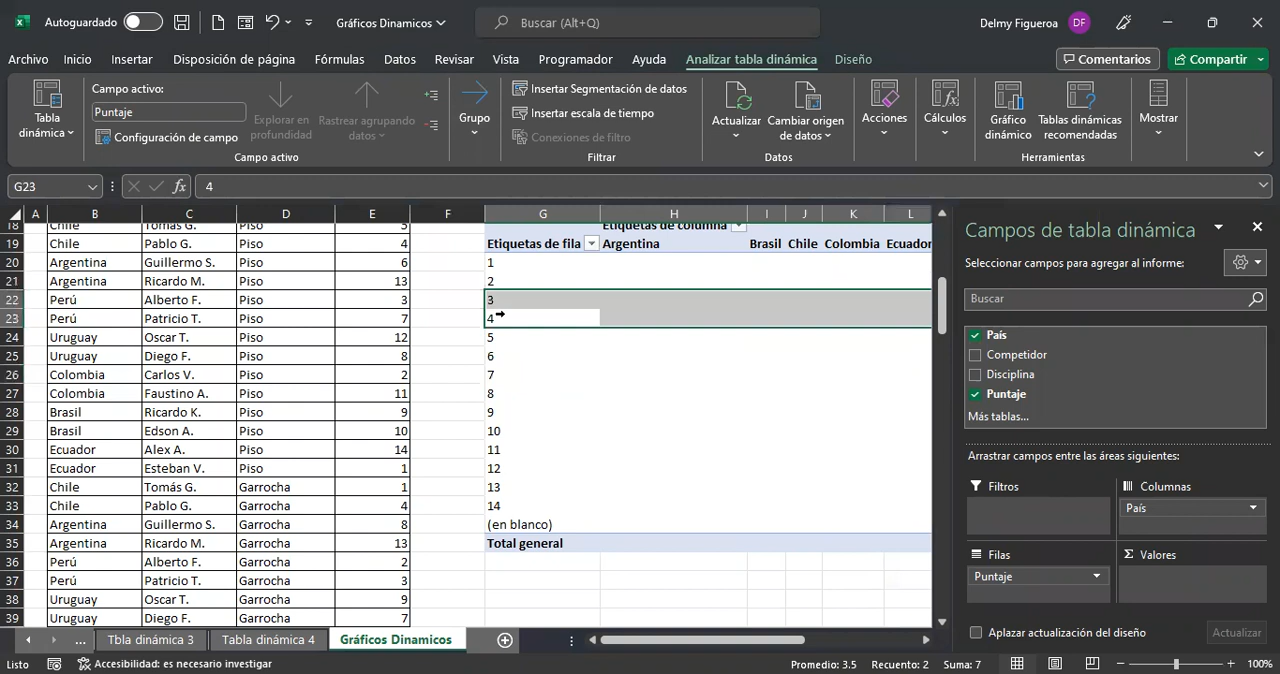 Autoguardado Gráficos Dinamicos Buscar (Alt+Q) Delmy Figueroa DF
Archivo Inicio Insertar Disposición de página Fórmulas Datos Revisar Vista Programador Ayuda Analizar tabla dinámica Diseño Comentarios Compartir
Tabla dinámica
Campo activo:
Puntaje
Configuración de campo
Explorar en profundidad
Rastrear agrupando datos
Campo activo
Grupo
Insertar Segmentación de datos
Insertar escala de tiempo
Conexiones de filtro
Filtrar
Actualizar
Cambiar origen de datos
Datos
Acciones
Cálculos
Gráfico dinámico
Tablas dinámicas recomendadas
Herramientas
Mostrar
G23 fx 4
A B C D E F G H I J K L
18 Chile Tomás G. Piso 5 Etiquetas de columna
19 Chile Pablo G. Piso 4 Etiquetas de fila Argentina Brasil Chile Colombia Ecuador
20 Argentina Guillermo S. Piso 6 1
21 Argentina Ricardo M. Piso 13 2
22 Perú Alberto F. Piso 3 3
23 Perú Patricio T. Piso 7 4
24 Uruguay Oscar T. Piso 12 5
25 Uruguay Diego F. Piso 8 6
26 Colombia Carlos V. Piso 2 7
27 Colombia Faustino A. Piso 11 8
28 Brasil Ricardo K. Piso 9 9
29 Brasil Edson A. Piso 10 10
30 Ecuador Alex A. Piso 14 11
31 Ecuador Esteban V. Piso 1 12
32 Chile Tomás G. Garrocha 1 13
33 Chile Pablo G. Garrocha 4 14
34 Argentina Guillermo S. Garrocha 8 (en blanco)
35 Argentina Ricardo M. Garrocha 13 Total general
36 Perú Alberto F. Garrocha 2
37 Perú Patricio T. Garrocha 3
38 Uruguay Oscar T. Garrocha 9
39 Uruguay Diego F. Garrocha 7
Campos de tabla dinámica
Seleccionar campos para agregar al informe:
Buscar
País
Competidor
Disciplina
Puntaje
Más tablas...
Arrastrar campos entre las áreas siguientes:
Filtros
Columnas
País
Filas
Puntaje
Σ Valores
Aplazar actualización del diseño Actualizar
... Tbla dinámica 3 Tabla dinámica 4 Gráficos Dinamicos
Listo Accesibilidad: es necesario investigar Promedio: 3.5 Recuento: 2 Suma: 7 100%